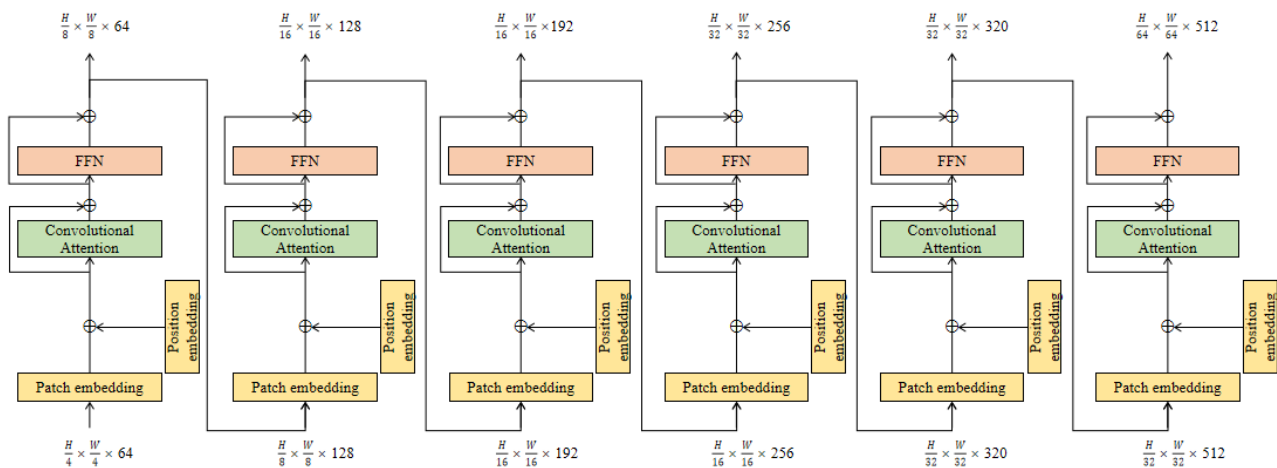 H/8 × W/8 × 64
H/16 × W/16 × 128
H/16 × W/16 ×192
H/32 × W/32 × 256
H/32 × W/32 × 320
H/64 × W/64 × 512
FFN
FFN
FFN
FFN
FFN
FFN
Convolutional
Attention
Convolutional
Attention
Convolutional
Attention
Convolutional
Attention
Convolutional
Attention
Convolutional
Attention
Position
embedding
Position
embedding
Position
embedding
Position
embedding
Position
embedding
Position
embedding
Patch embedding
Patch embedding
Patch embedding
Patch embedding
Patch embedding
Patch embedding
H/4 × W/4 × 64
H/8 × W/8 × 128
H/16 × W/16 ×192
H/16 × W/16 × 256
H/32 × W/32 × 320
H/32 × W/32 × 512